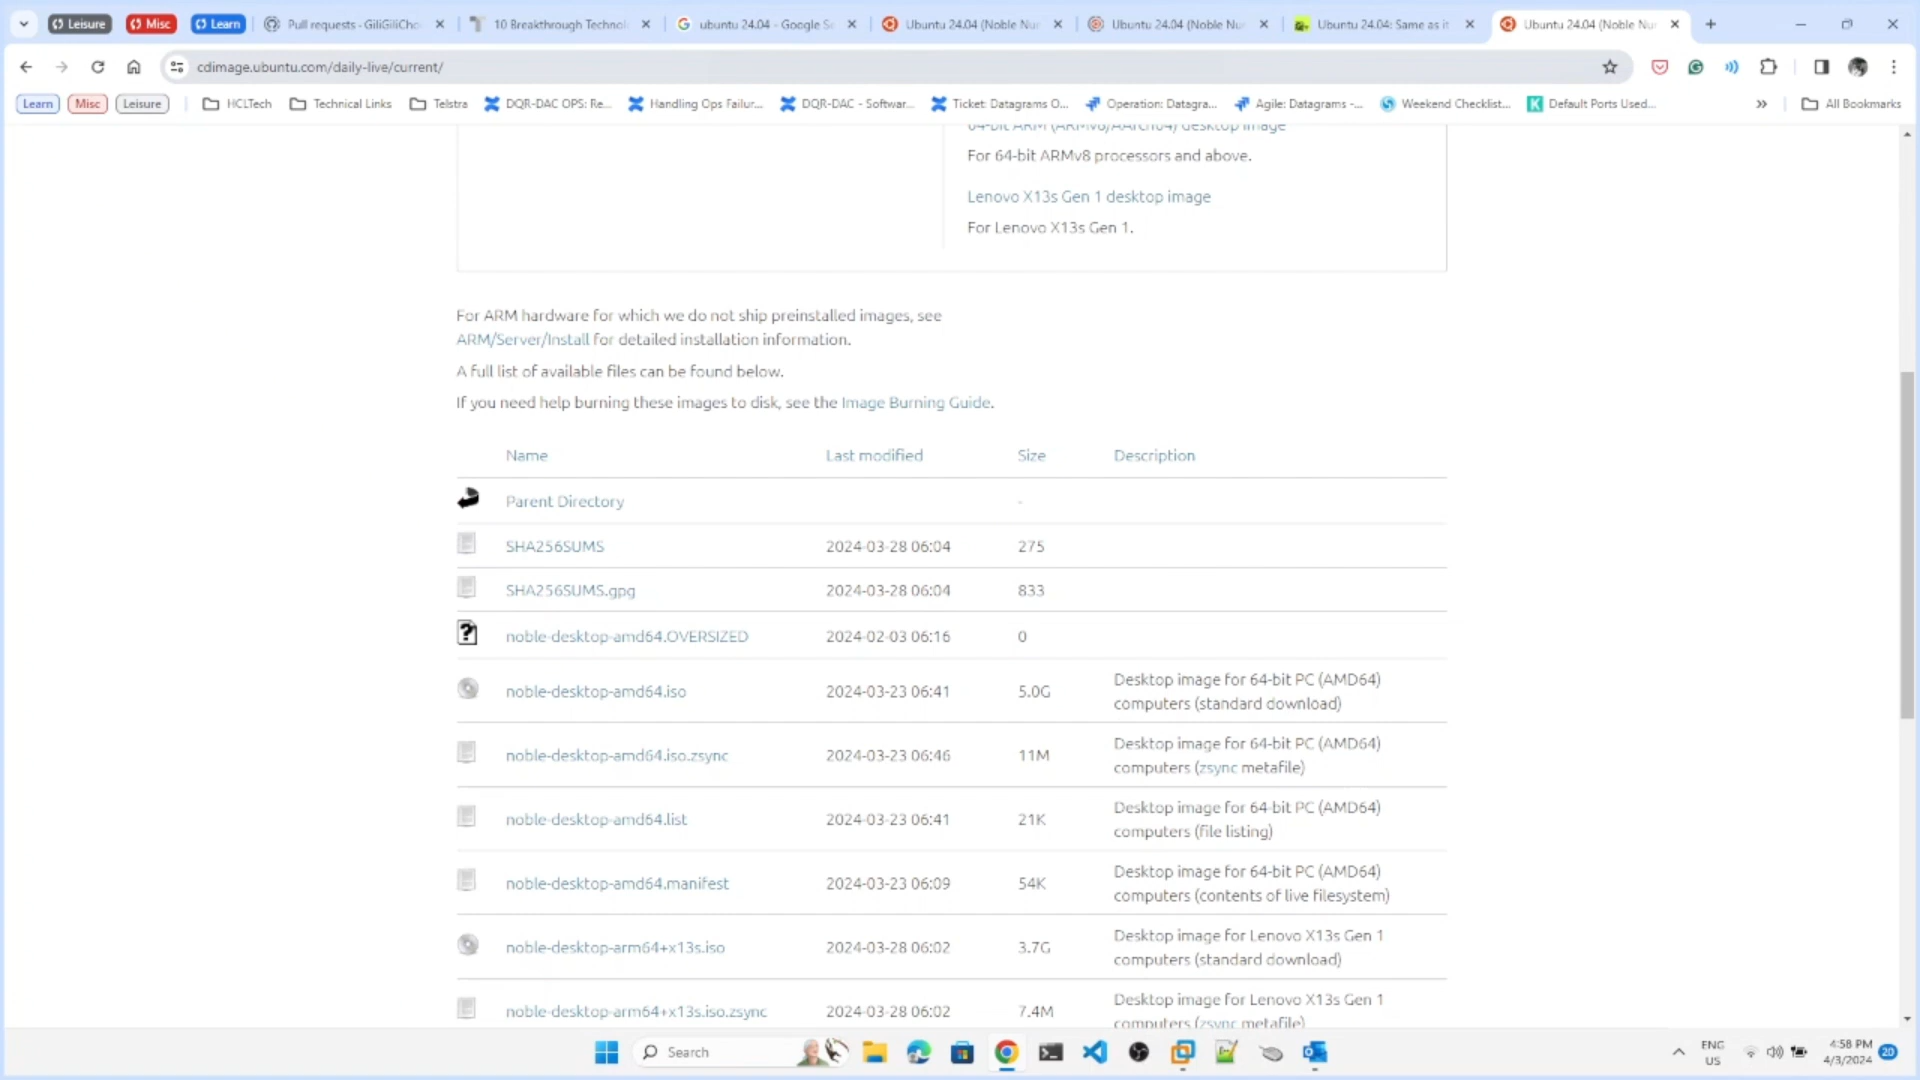 Leisure
Misc
Learn
Pull requests - GiliGiliCho
10 Breakthrough Technol
ubuntu 24.04 - Google Se
Ubuntu 24.04 (Noble Nur
Ubuntu 24.04 (Noble Nu
Ubuntu 24.04: Same as it
Ubuntu 24.04 (Noble Nur
cdimage.ubuntu.com/daily-live/current/
Learn
Misc
Leisure
HCLTech
Technical Links
Telstra
DQR-DAC OPS: Re...
Handling Ops Failur...
DQR-DAC - Softwar...
Ticket: Datagrams O...
Operation: Datagra...
Agile: Datagrams -...
Weekend Checklist...
Default Ports Used...
All Bookmarks
64-bit ARM (ARMv8/AArch64) desktop image
For 64-bit ARMv8 processors and above.
Lenovo X13s Gen 1 desktop image
For Lenovo X13s Gen 1.
For ARM hardware for which we do not ship preinstalled images, see
ARM/Server/Install for detailed installation information.
A full list of available files can be found below.
If you need help burning these images to disk, see the Image Burning Guide.
Name Last modified Size Description
Parent Directory -
SHA256SUMS 2024-03-28 06:04 275
SHA256SUMS.gpg 2024-03-28 06:04 833
noble-desktop-amd64.OVERSIZED 2024-02-03 06:16 0
noble-desktop-amd64.iso 2024-03-23 06:41 5.0G Desktop image for 64-bit PC (AMD64)
computers (standard download)
noble-desktop-amd64.iso.zsync 2024-03-23 06:46 11M Desktop image for 64-bit PC (AMD64)
computers (zsync metafile)
noble-desktop-amd64.list 2024-03-23 06:41 21K Desktop image for 64-bit PC (AMD64)
computers (file listing)
noble-desktop-amd64.manifest 2024-03-23 06:09 54K Desktop image for 64-bit PC (AMD64)
computers (contents of live filesystem)
noble-desktop-arm64+x13s.iso 2024-03-28 06:02 3.7G Desktop image for Lenovo X13s Gen 1
computers (standard download)
noble-desktop-arm64+x13s.iso.zsync 2024-03-28 06:02 7.4M Desktop image for Lenovo X13s Gen 1
computers (zsync metafile)
Search
ENG
US
4:58 PM
4/3/2024
20